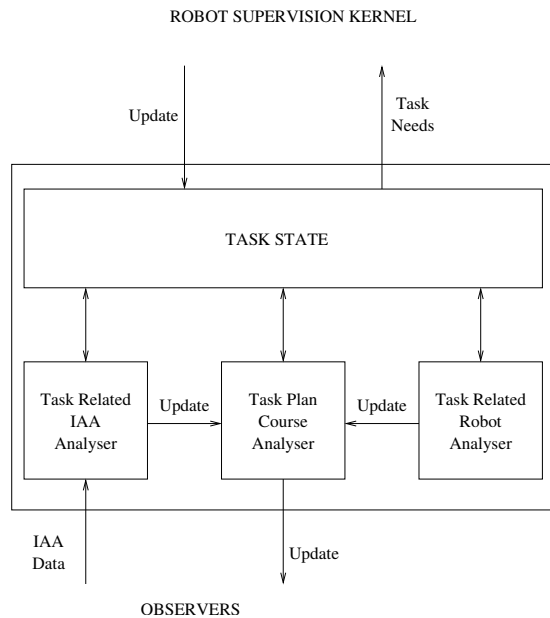 ROBOT SUPERVISION KERNEL
Update
Task
Needs
TASK STATE
Task Related
IAA
Analyser
Update
Task Plan
Course
Analyser
Update
Task Related
Robot
Analyser
IAA
Data
Update
OBSERVERS